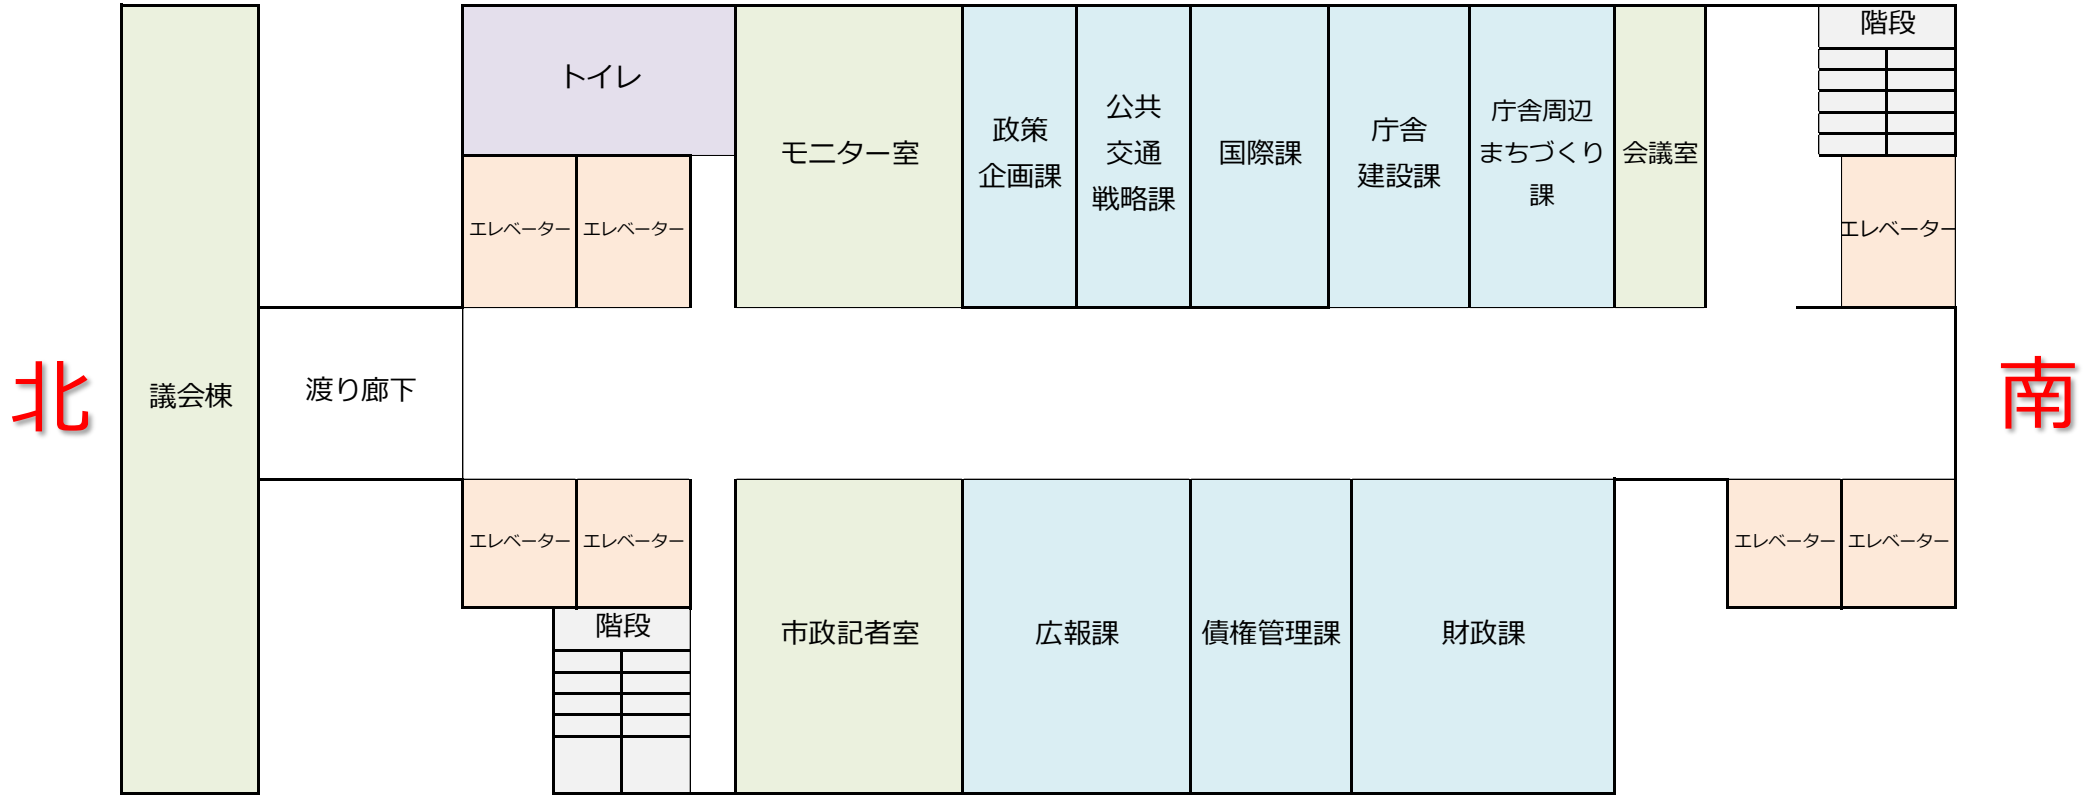 北
議会棟
渡り廊下
トイレ
エレベーター
エレベーター
モニター室
政策
企画課
公共
交通
戦略課
国際課
庁舎
建設課
庁舎周辺
まちづくり
課
会議室
階段
エレベーター
南
エレベーター
エレベーター
階段
市政記者室
広報課
債権管理課
財政課
エレベーター
エレベーター